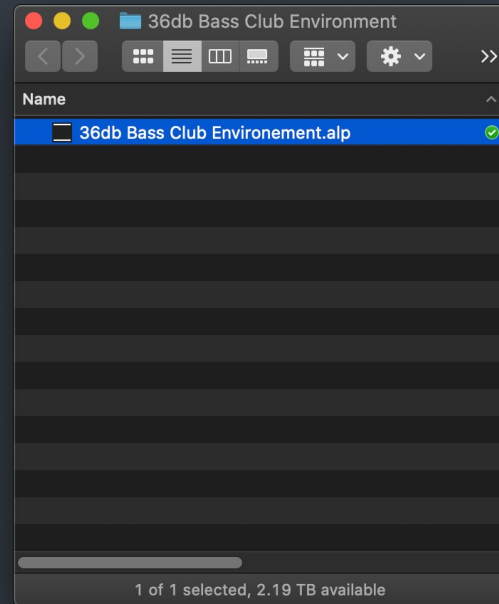 36db Bass Club Environment
Name
36db Bass Club Environement.alp
1 of 1 selected, 2.19 TB available